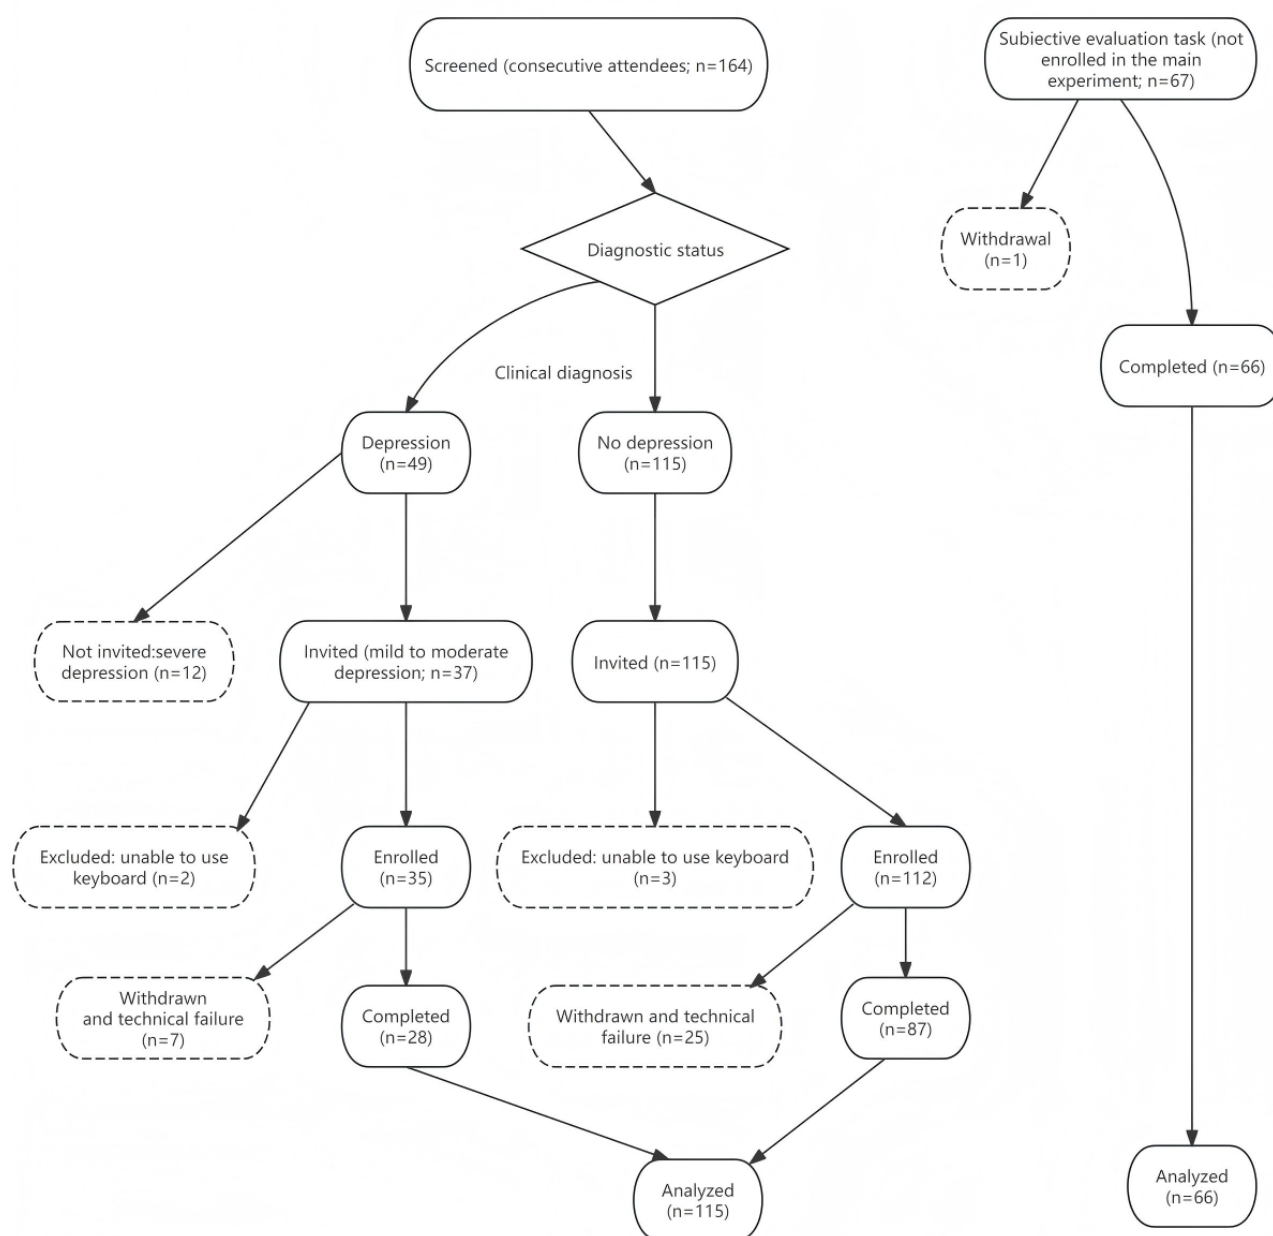 Screened (consecutive attendees; n=164)
Subiective evaluation task (not
enrolled in the main
experiment; n=67)
Diagnostic status
Withdrawal
(n=1)
Clinical diagnosis
Completed (n=66)
Depression
(n=49)
No depression
(n=115)
Not invited:severe
depression (n=12)
Invited (mild to moderate
depression; n=37)
Invited (n=115)
Excluded: unable to use
keyboard (n=2)
Enrolled
(n=35)
Excluded: unable to use keyboard
(n=3)
Enrolled
(n=112)
Withdrawn
and technical failure
(n=7)
Completed
(n=28)
Withdrawn and technical
failure (n=25)
Completed
(n=87)
Analyzed
(n=115)
Analyzed
(n=66)